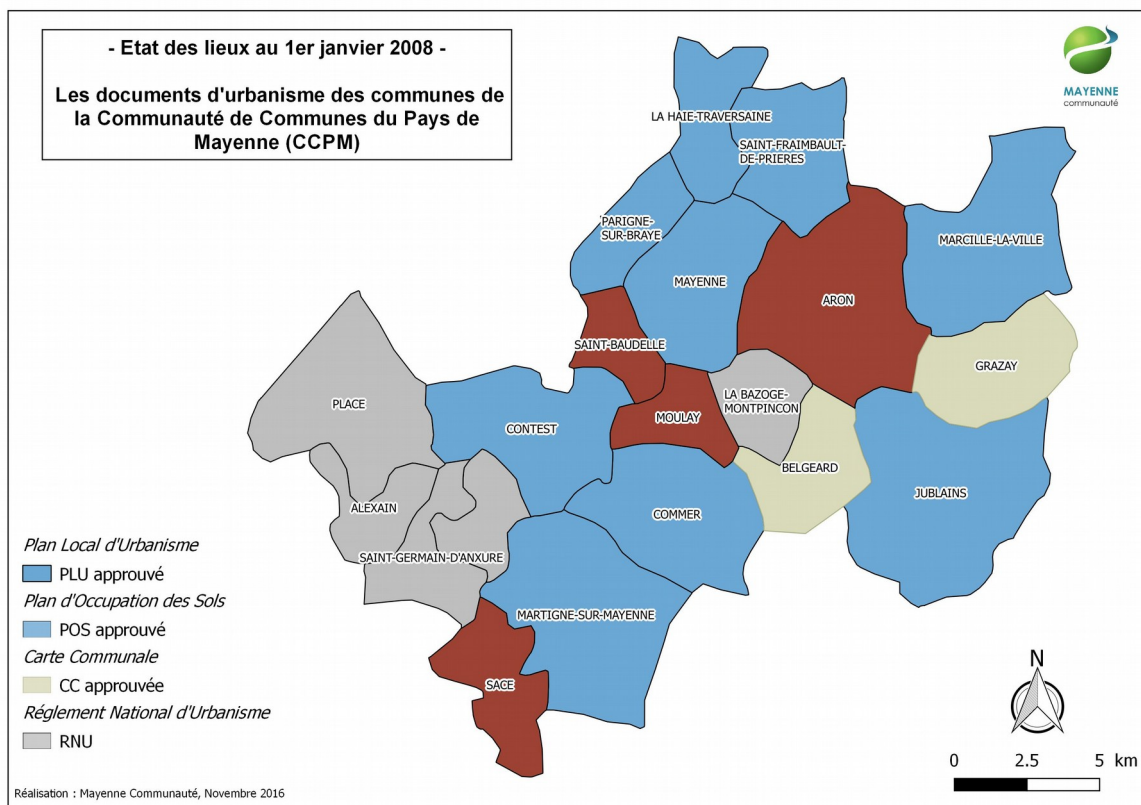 - Etat des lieux au 1er janvier 2008 -
Les documents d'urbanisme des communes de
la Communauté de Communes du Pays de
Mayenne (CCPM)
MAYENNE
communauté
LA HAIE-TRAVERSAINE
SAINT-FRAIMBAULT-
DE-PRIERES
PARIGNE-
SUR-BRAYE
MARCILLE-LA-VILLE
MAYENNE
ARON
SAINT-BAUDELLE
GRAZAY
PLACE
LA BAZOGE-
MONTPINCON
MOULAY
CONTEST
BELGEARD
JUBLAINS
ALEXAIN
COMMER
SAINT-GERMAIN-D'ANXURE
MARTIGNE-SUR-MAYENNE
SACE
Plan Local d'Urbanisme
PLU approuvé
Plan d'Occupation des Sols
POS approuvé
Carte Communale
CC approuvée
Réglement National d'Urbanisme
RNU
N
0 2.5 5 km
Réalisation : Mayenne Communauté, Novembre 2016